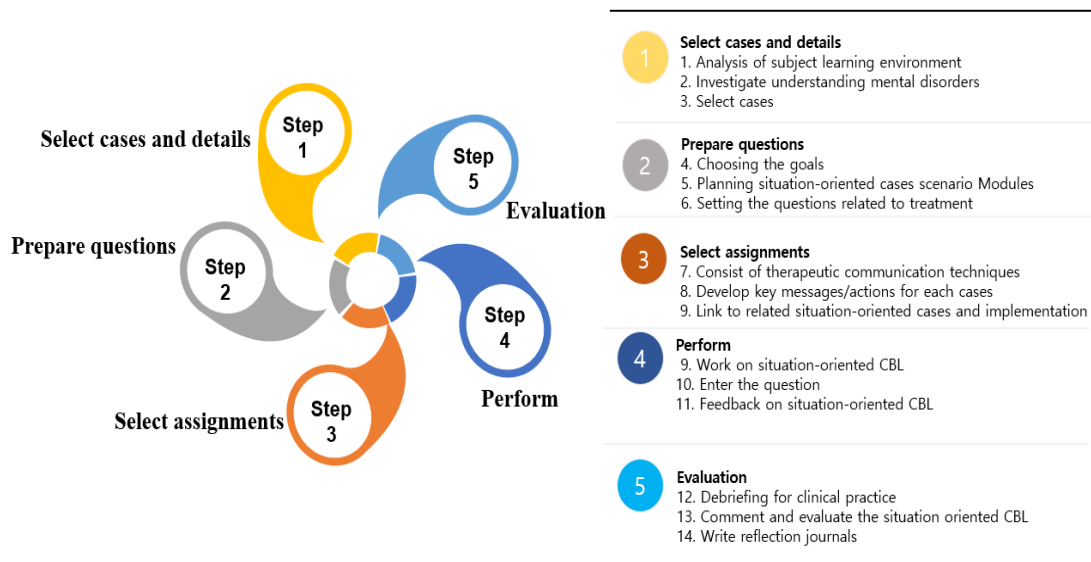 Step
1
Select cases and details
Step
2
Prepare questions
Step
3
Select assignments
Step
4
Perform
Step
5
Evaluation
1
Select cases and details
1. Analysis of subject learning environment
2. Investigate understanding mental disorders
3. Select cases
2
Prepare questions
4. Choosing the goals
5. Planning situation-oriented cases scenario Modules
6. Setting the questions related to treatment
3
Select assignments
7. Consist of therapeutic communication techniques
8. Develop key messages/actions for each cases
9. Link to related situation-oriented cases and implementation
4
Perform
9. Work on situation-oriented CBL
10. Enter the question
11. Feedback on situation-oriented CBL
5
Evaluation
12. Debriefing for clinical practice
13. Comment and evaluate the situation oriented CBL
14. Write reflection journals